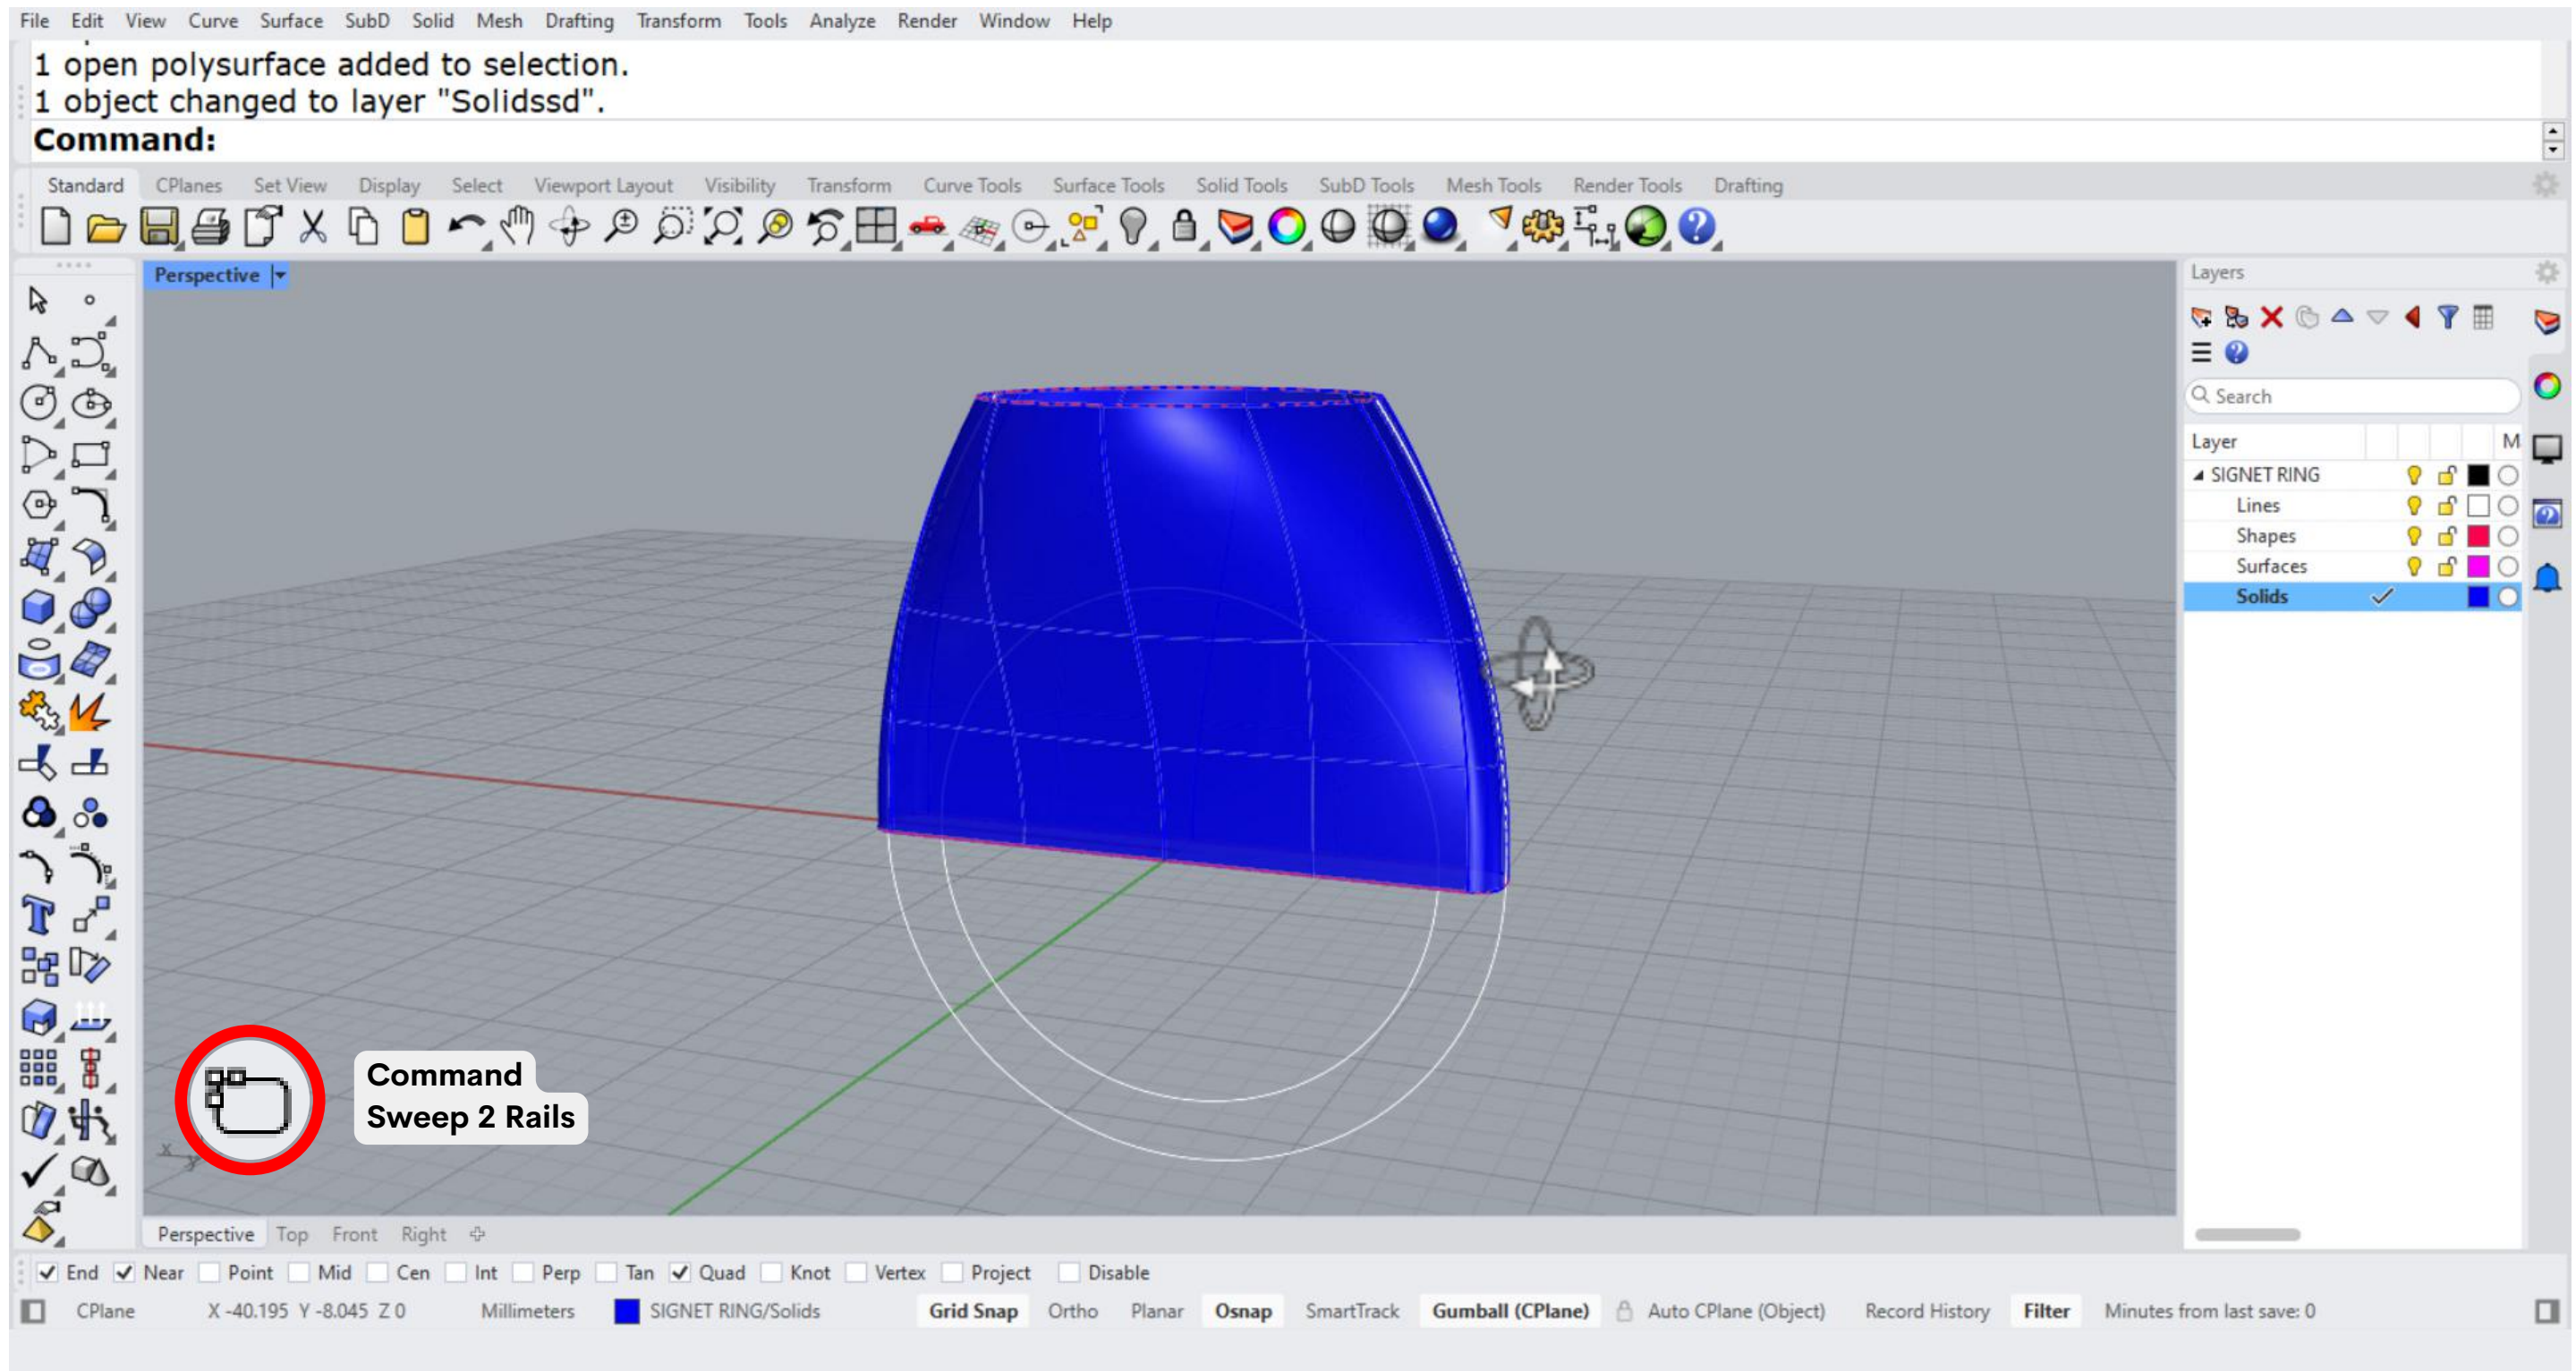 File Edit View Curve Surface SubD Solid Mesh Drafting Transform Tools Analyze Render Window Help
1 open polysurface added to selection.
1 object changed to layer "Solidssd".
Command:
Standard CPlanes Set View Display Select Viewport Layout Visibility Transform Curve Tools Surface Tools Solid Tools SubD Tools Mesh Tools Render Tools Drafting
Perspective
Layers
Search
Layer M
SIGNET RING
Lines
Shapes
Surfaces
Solids
Command
Sweep 2 Rails
x y
Perspective Top Front Right
End Near Point Mid Cen Int Perp Tan Quad Knot Vertex Project Disable
CPlane X -40.195 Y -8.045 Z 0 Millimeters SIGNET RING/Solids Grid Snap Ortho Planar Osnap SmartTrack Gumball (CPlane) Auto CPlane (Object) Record History Filter Minutes from last save: 0